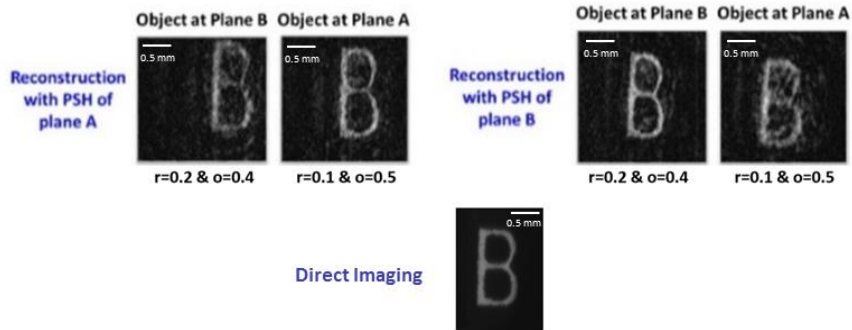 Object at Plane B Object at Plane A
Reconstruction
with PSH of
plane A
0.5 mm
0.5 mm
B
B
r=0.2 & o=0.4 r=0.1 & o=0.5
Object at Plane B Object at Plane A
Reconstruction
with PSH of
plane B
0.5 mm
0.5 mm
B
B
r=0.2 & o=0.4 r=0.1 & o=0.5
Direct Imaging
0.5 mm
B